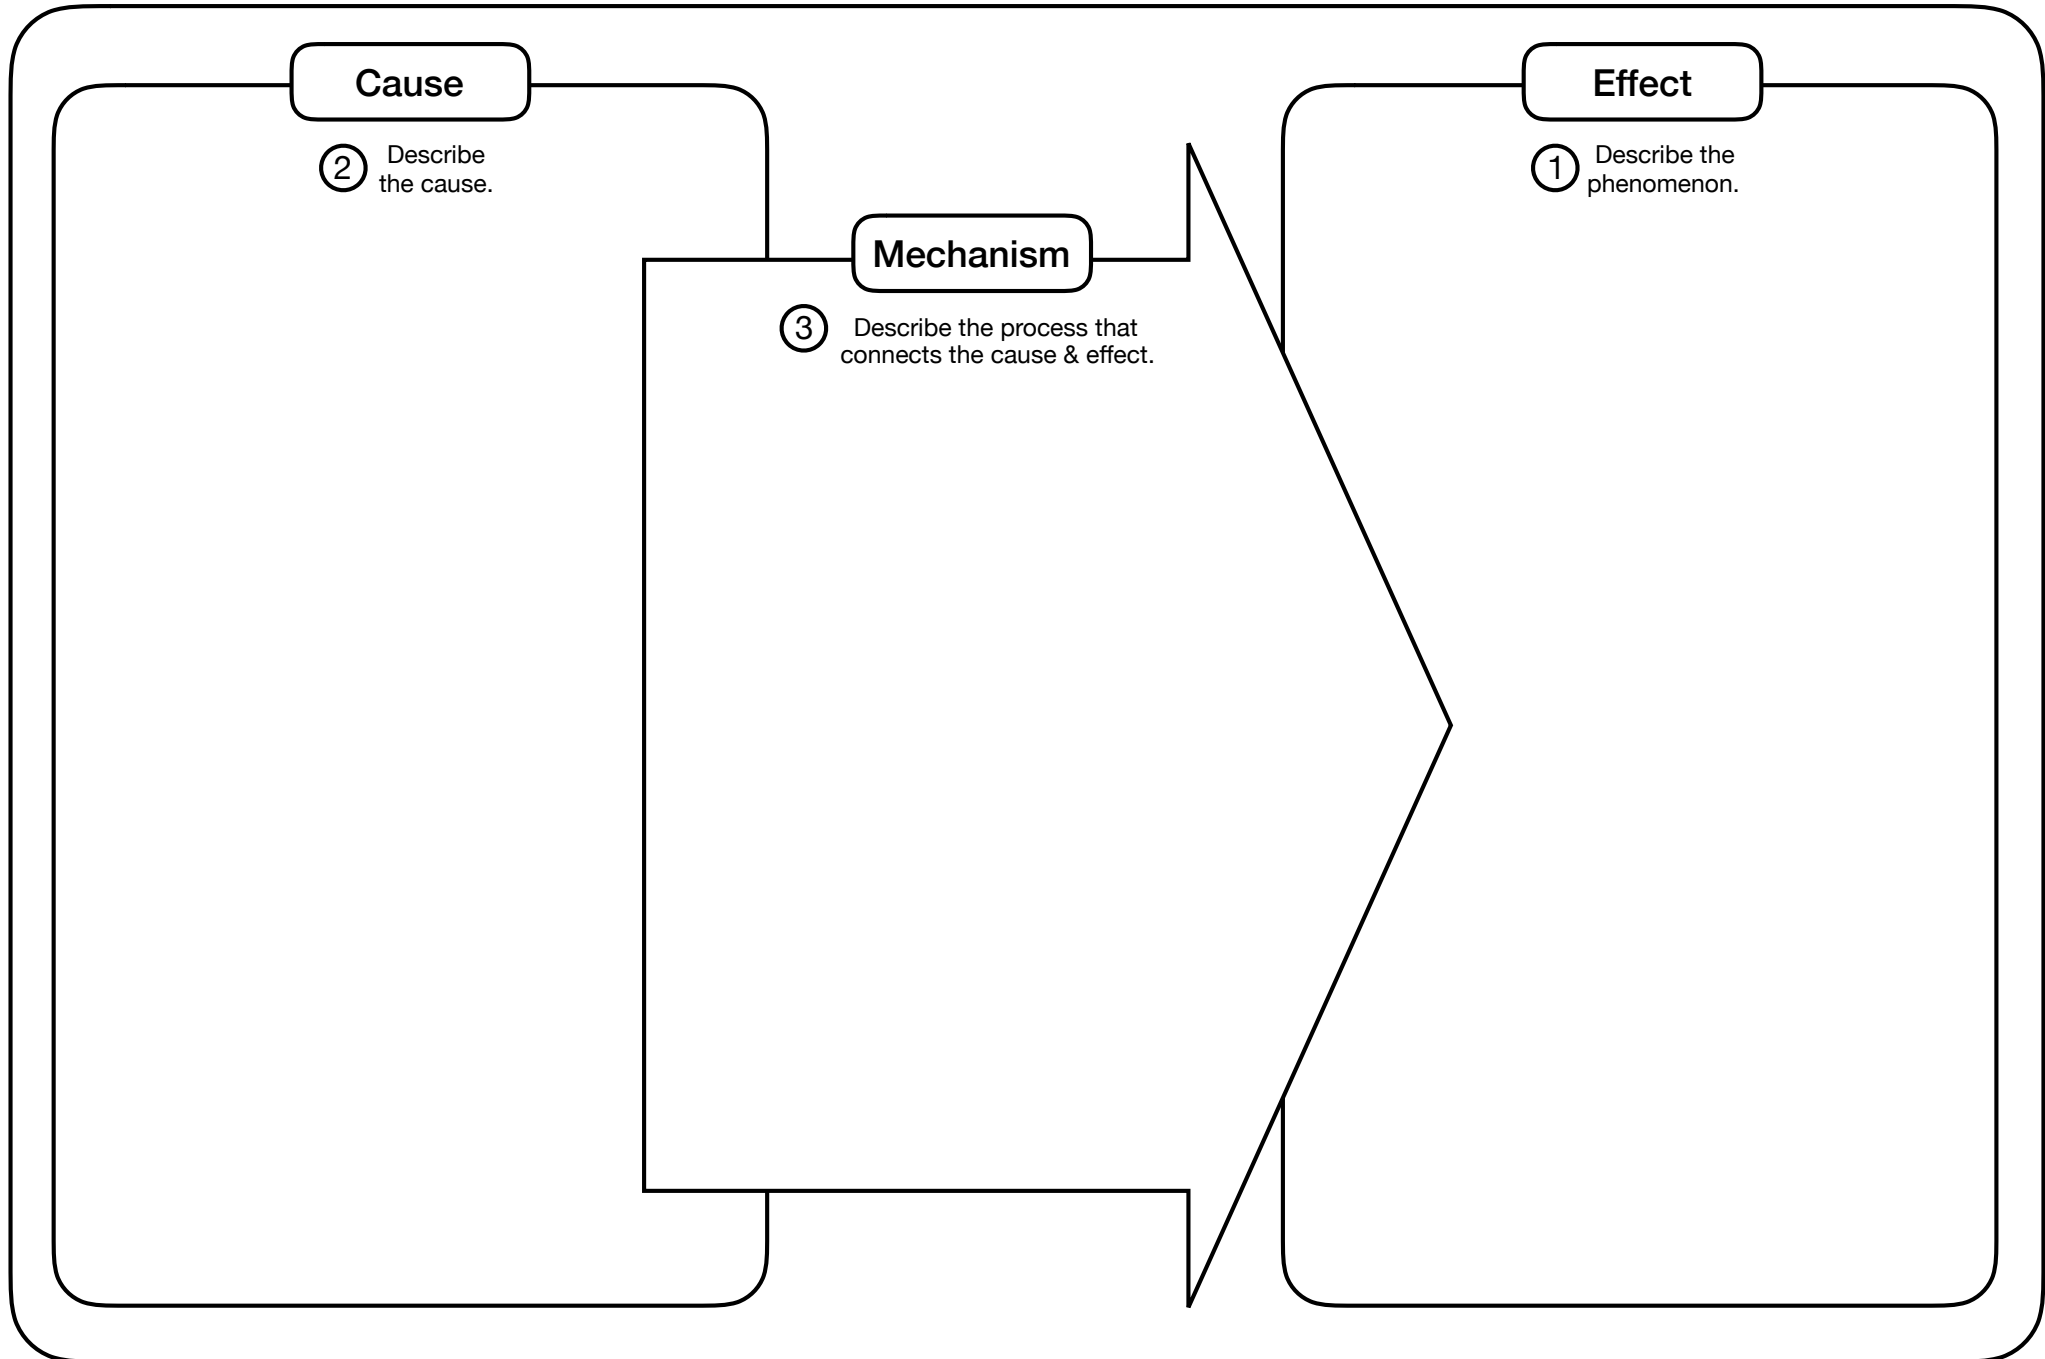 Cause
2
Describe
the cause.
Mechanism
3
Describe the process that
connects the cause & effect.
Effect
1
Describe the
phenomenon.